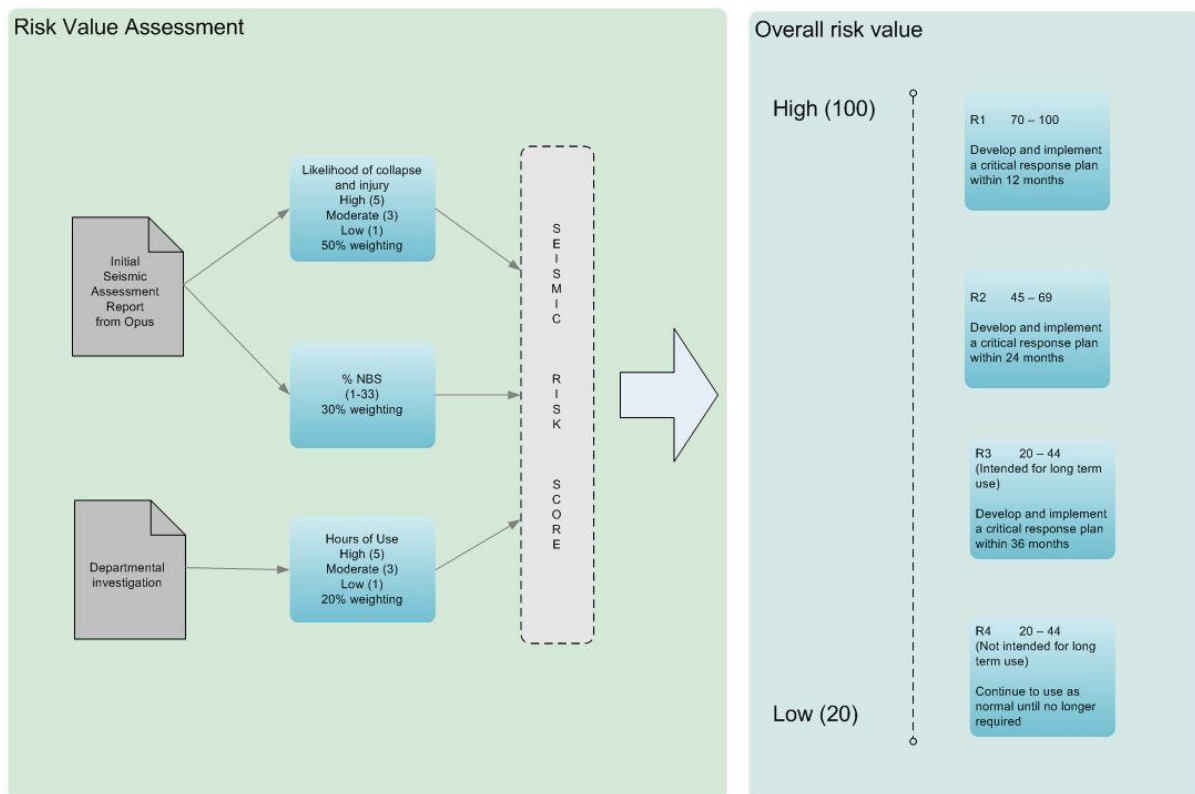 Risk Value Assessment
Initial
Seismic
Assessment
Report
from Opus
Departmental
investigation
Likelihood of collapse
and injury
High (5)
Moderate (3)
Low (1)
50% weighting
% NBS
(1-33)
30% weighting
Hours of Use
High (5)
Moderate (3)
Low (1)
20% weighting
S
E
I
S
M
I
C
R
I
S
K
S
C
O
R
E
Overall risk value
High (100)
Low (20)
R1 70 – 100
Develop and implement
a critical response plan
within 12 months
R2 45 – 69
Develop and implement
a critical response plan
within 24 months
R3 20 – 44
(Intended for long term
use)
Develop and implement
a critical response plan
within 36 months
R4 20 – 44
(Not intended for long
term use)
Continue to use as
normal until no longer
required